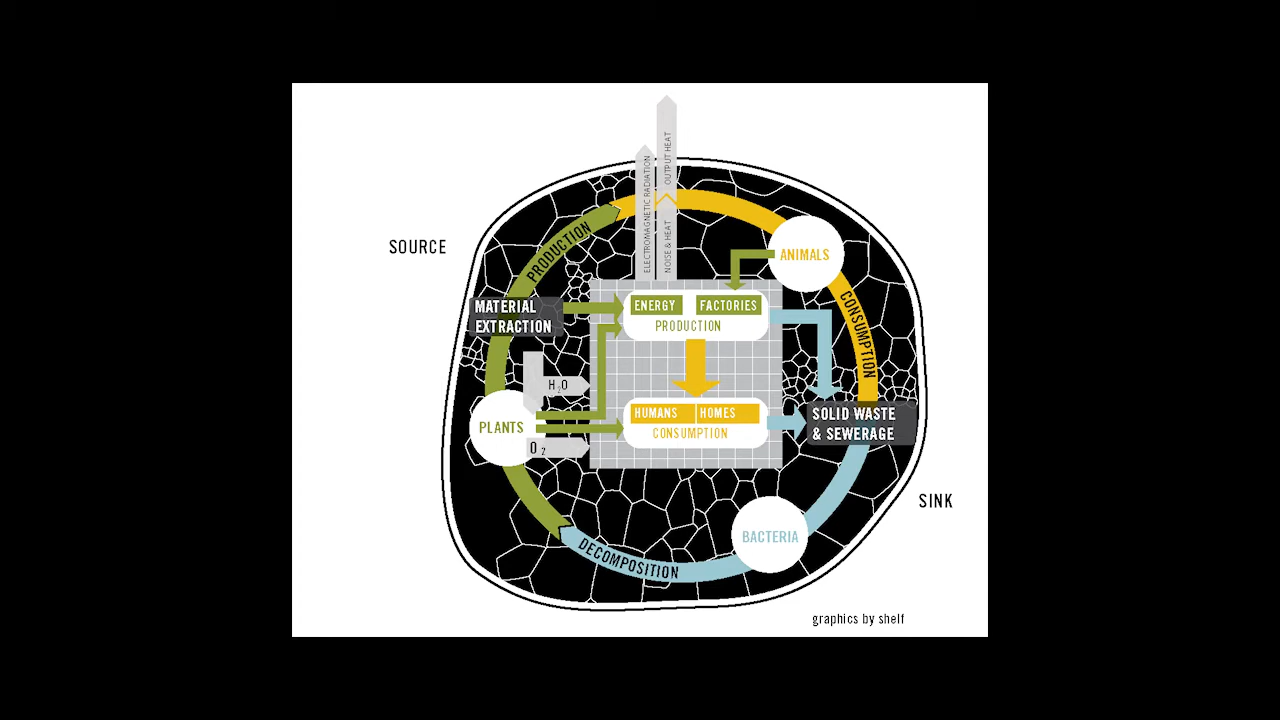 OUTPUT HEAT
ELECTROMAGNETIC RADIATION
NOISE & HEAT
SOURCE
PRODUCTION
ANIMALS
MATERIAL
EXTRACTION
ENERGY
FACTORIES
PRODUCTION
CONSUMPTION
H2O
PLANTS
O2
HUMANS
HOMES
CONSUMPTION
SOLID WASTE
& SEWERAGE
SINK
BACTERIA
DECOMPOSITION
graphics by shelf